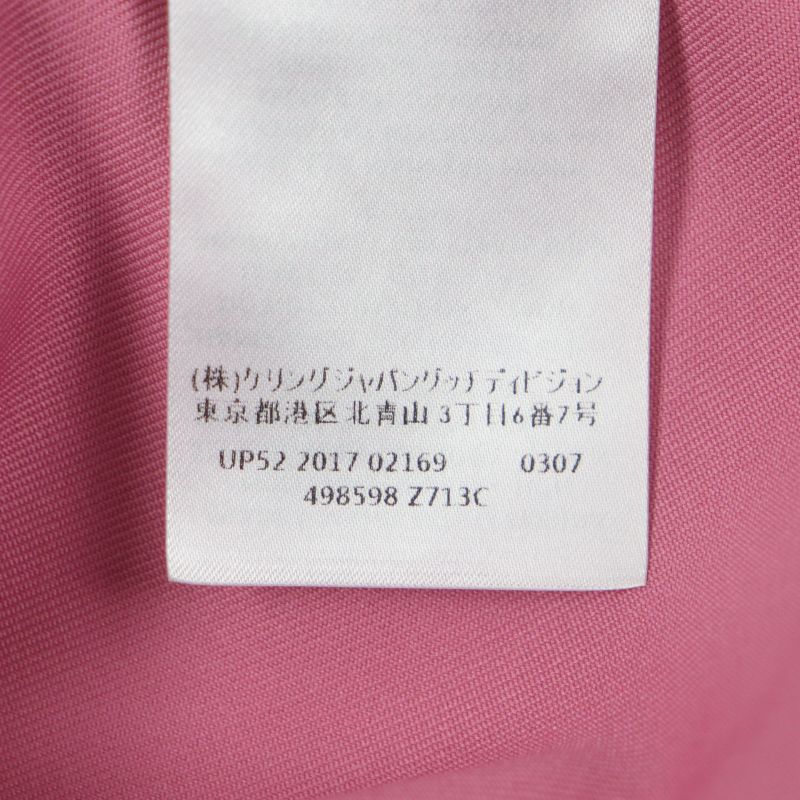 (株)ケリングジャパングッチディビジョン
東京都港区北青山3丁目6番7号
UP52 2017 02169 0307
498598 Z713C